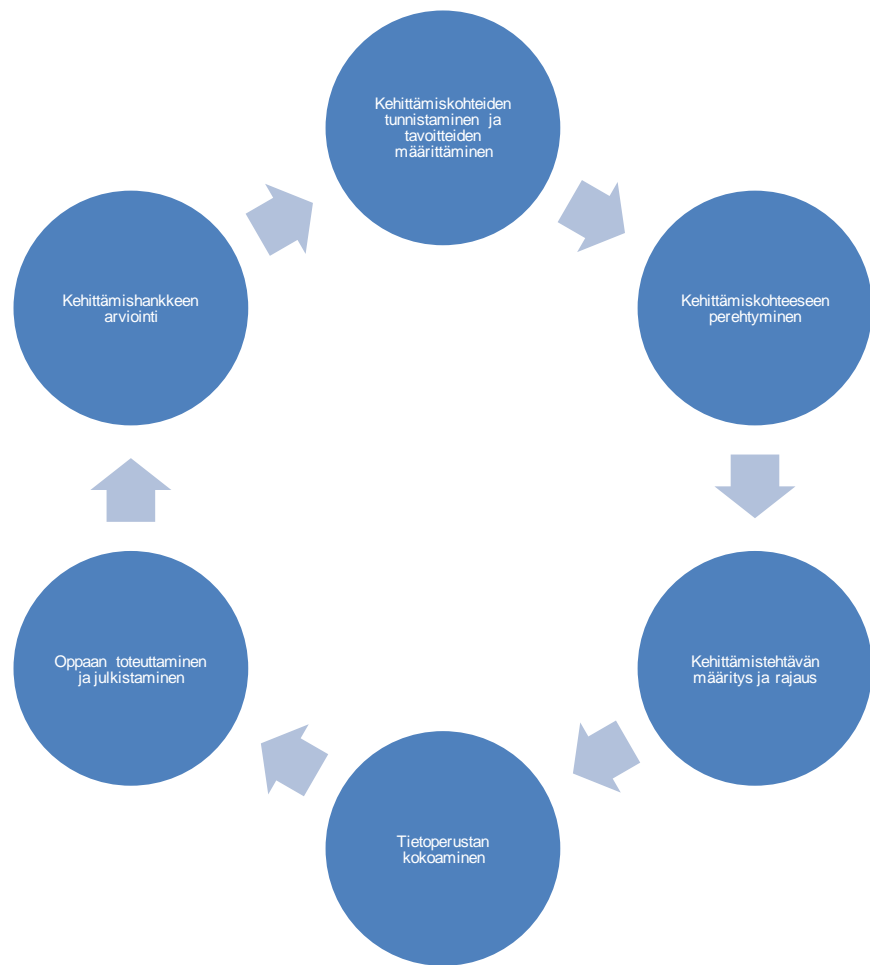 Kehittämiskohteiden
tunnistaminen ja
tavoitteiden
määrittäminen
Kehittämiskohteeseen
perehtyminen
Kehittämistehtävän
määritys ja rajaus
Tietoperustan
kokoaminen
Oppaan toteuttaminen
ja julkistaminen
Kehittämishankkeen
arviointi